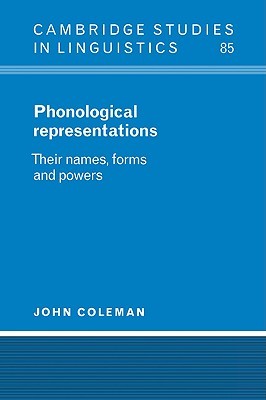 CAMBRIDGE STUDIES
IN LINGUISTICS 85
Phonological
representations
Their names, forms
and powers
JOHN COLEMAN